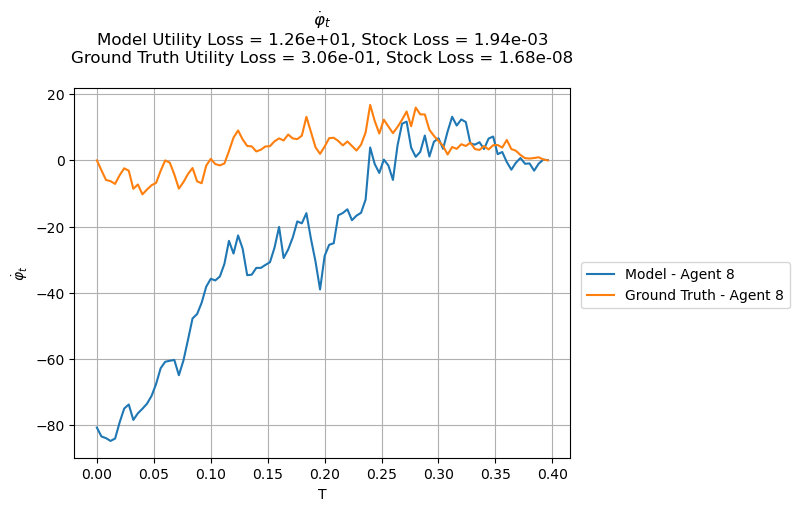 φ̇ₜ
Model Utility Loss = 1.26e+01, Stock Loss = 1.94e-03
Ground Truth Utility Loss = 3.06e-01, Stock Loss = 1.68e-08
20
0
−20
−40
−60
−80
φ̇ₜ
0.00 0.05 0.10 0.15 0.20 0.25 0.30 0.35 0.40
T
Model - Agent 8
Ground Truth - Agent 8